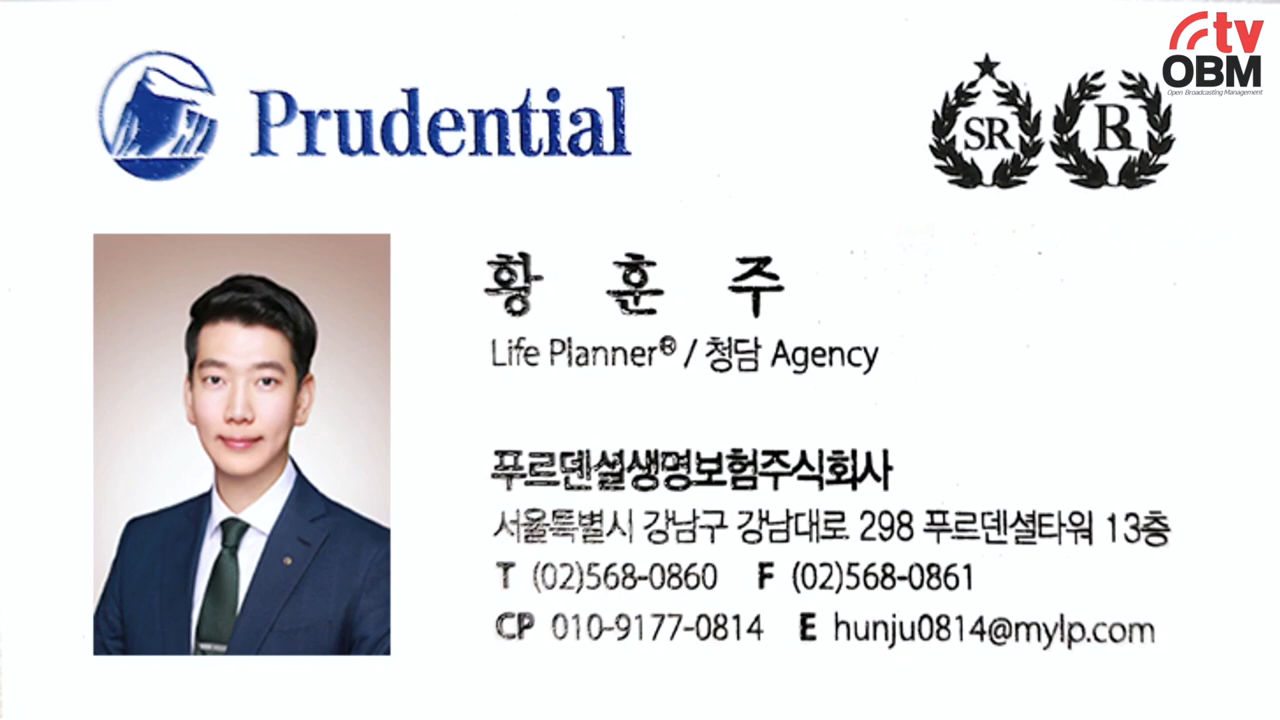 Prudential
SR
R
tv
OBM
Open Broadcasting Management
황 훈 주
Life Planner® / 청담 Agency
푸르덴셜생명보험주식회사
서울특별시 강남구 강남대로 298 푸르덴셜타워 13층
T (02)568-0860 F (02)568-0861
CP 010-9177-0814 E hunju0814@mylp.com